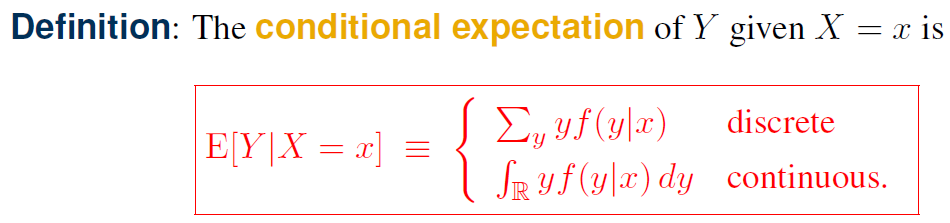 Definition: The conditional expectation of Y given X = x is
E[Y|X = x] ≡ { ∑_y yf(y|x) discrete
∫_ℝ yf(y|x) dy continuous.